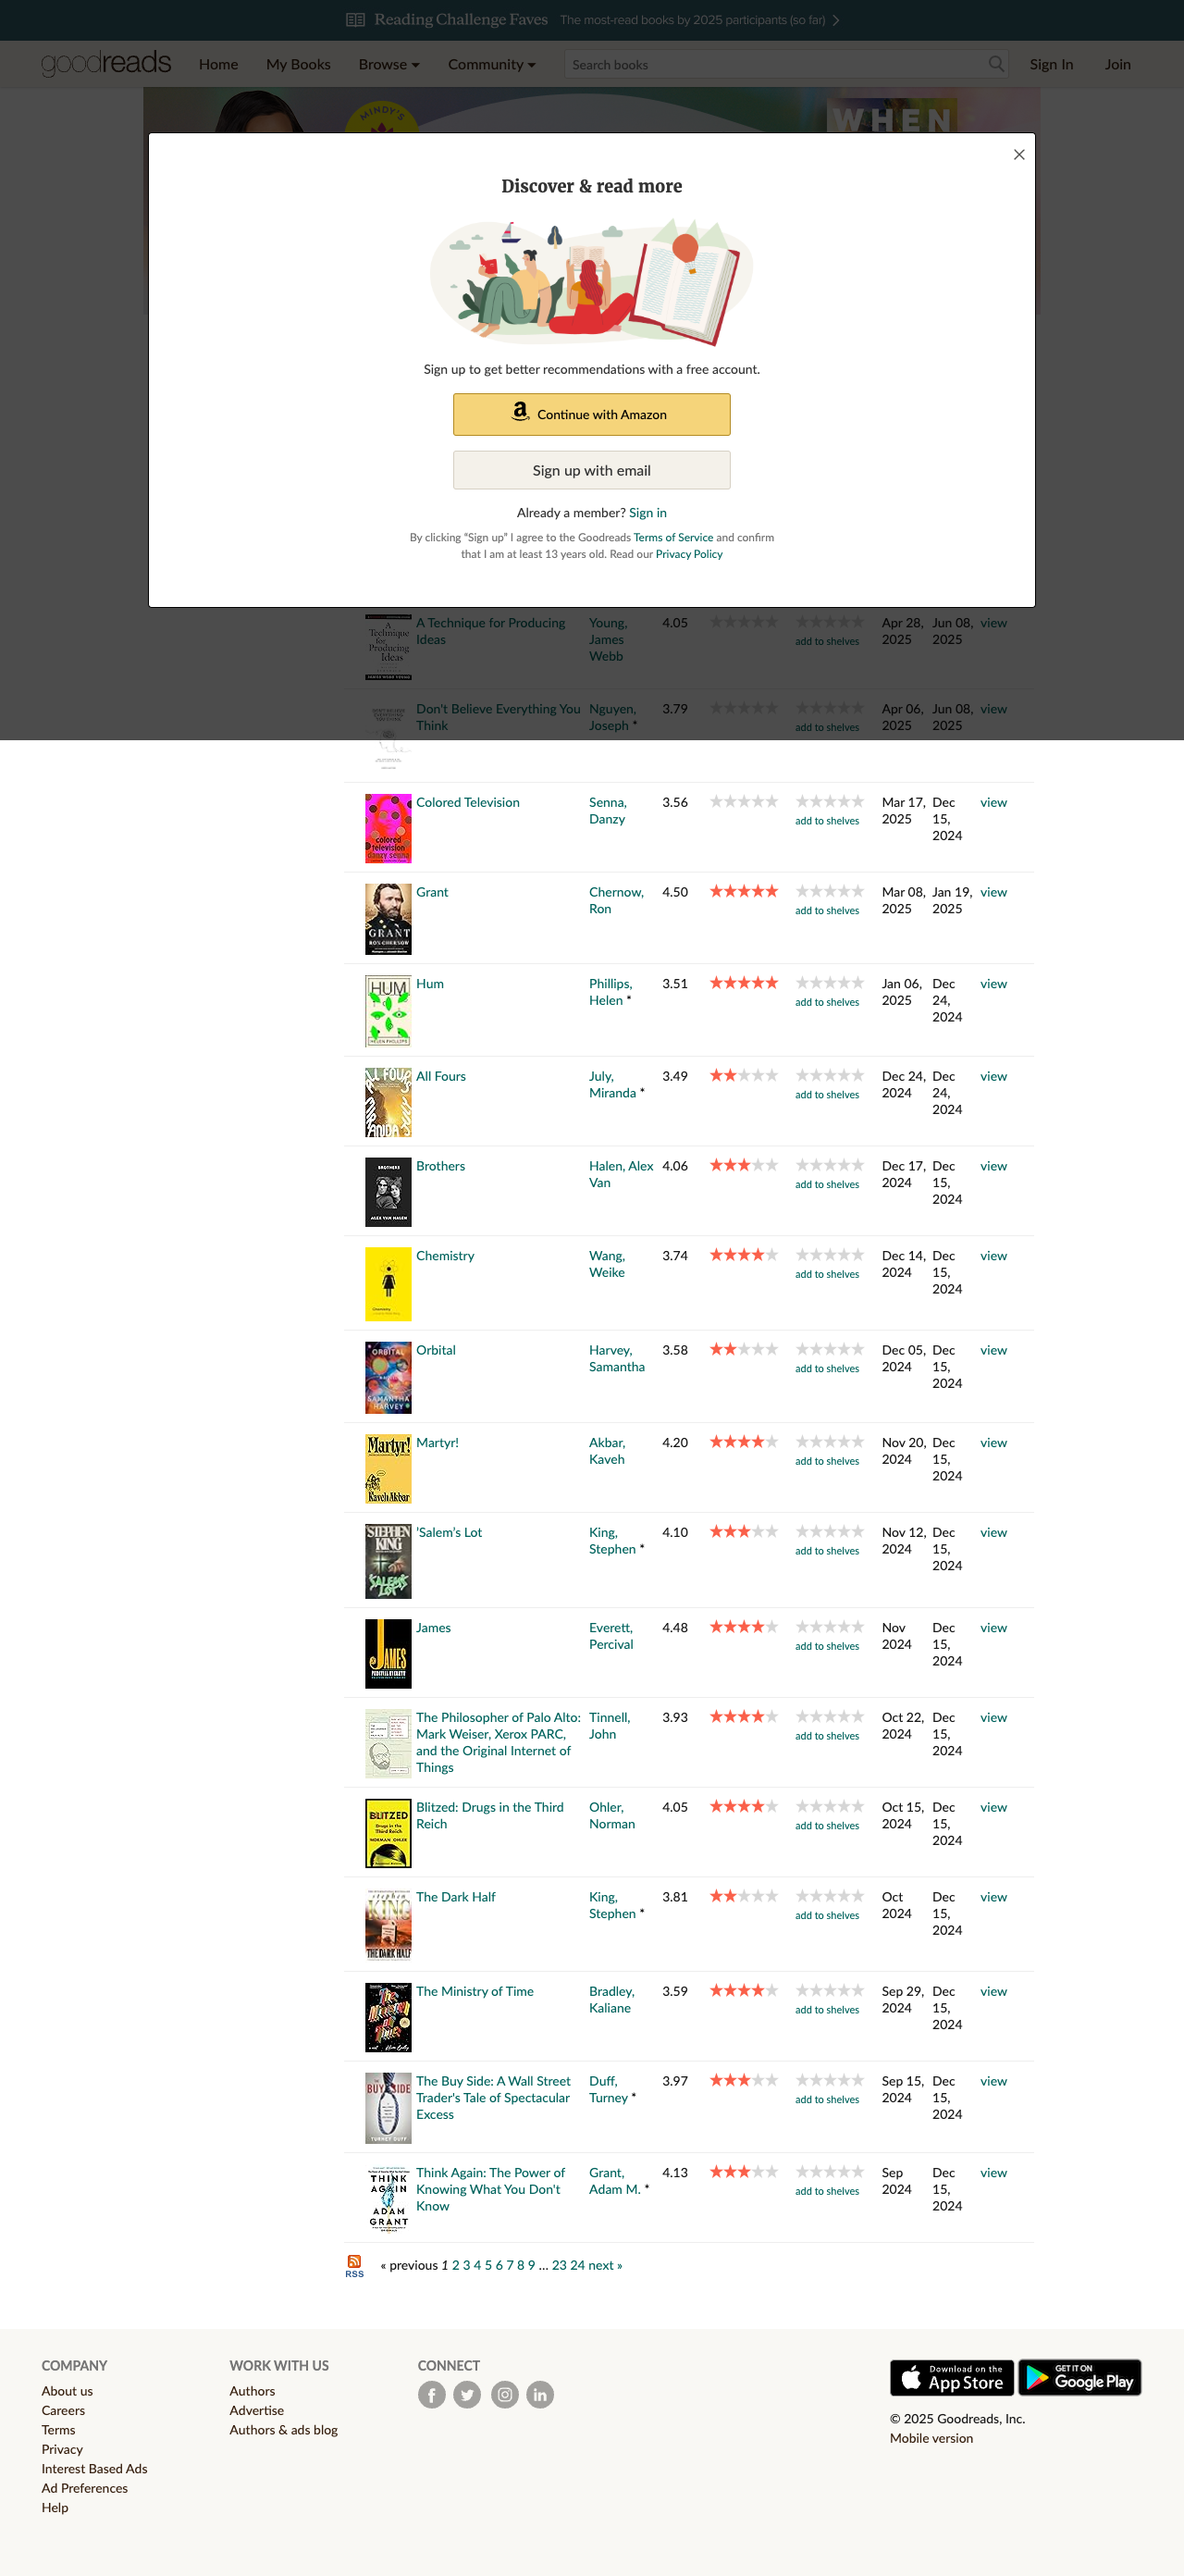 Reading Challenge Faves The most-read books by 2025 participants (so far)
goodreads Home My Books Browse Community Search books Sign In Join
MINDY'S
WHEN
Discover & read more
Sign up to get better recommendations with a free account.
Continue with Amazon
Sign up with email
Already a member? Sign in
By clicking “Sign up” I agree to the Goodreads Terms of Service and confirm
that I am at least 13 years old. Read our Privacy Policy
A Technique for Producing Young, 4.05 Apr 28, Jun 08, view
Ideas James add to shelves 2025 2025
Webb
Don't Believe Everything You Nguyen, 3.79 Apr 06, Jun 08, view
Think Joseph * add to shelves 2025 2025
Colored Television Senna, 3.56 Mar 17, Dec view
Danzy add to shelves 2025 15,
2024
Grant Chernow, 4.50 Mar 08, Jan 19, view
Ron add to shelves 2025 2025
Hum Phillips, 3.51 Jan 06, Dec view
Helen * add to shelves 2025 24,
2024
All Fours July, 3.49 Dec 24, Dec view
Miranda * add to shelves 2024 24,
2024
Brothers Halen, Alex 4.06 Dec 17, Dec view
Van add to shelves 2024 15,
2024
Chemistry Wang, 3.74 Dec 14, Dec view
Weike add to shelves 2024 15,
2024
Orbital Harvey, 3.58 Dec 05, Dec view
Samantha add to shelves 2024 15,
2024
Martyr! Akbar, 4.20 Nov 20, Dec view
Kaveh add to shelves 2024 15,
2024
'Salem's Lot King, 4.10 Nov 12, Dec view
Stephen * add to shelves 2024 15,
2024
James Everett, 4.48 Nov Dec view
Percival add to shelves 2024 15,
2024
The Philosopher of Palo Alto: Tinnell, 3.93 Oct 22, Dec view
Mark Weiser, Xerox PARC, John add to shelves 2024 15,
and the Original Internet of 2024
Things
Blitzed: Drugs in the Third Ohler, 4.05 Oct 15, Dec view
Reich Norman add to shelves 2024 15,
2024
The Dark Half King, 3.81 Oct Dec view
Stephen * add to shelves 2024 15,
2024
The Ministry of Time Bradley, 3.59 Sep 29, Dec view
Kaliane add to shelves 2024 15,
2024
The Buy Side: A Wall Street Duff, 3.97 Sep 15, Dec view
Trader's Tale of Spectacular Turney * add to shelves 2024 15,
Excess 2024
Think Again: The Power of Grant, 4.13 Sep Dec view
Knowing What You Don't Adam M. * add to shelves 2024 15,
Know 2024
RSS « previous 1 2 3 4 5 6 7 8 9 … 23 24 next »
COMPANY WORK WITH US CONNECT
About us Authors
Careers Advertise
Terms Authors & ads blog
Privacy
Interest Based Ads
Ad Preferences
Help
Download on the App Store GET IT ON Google Play
© 2025 Goodreads, Inc.
Mobile version